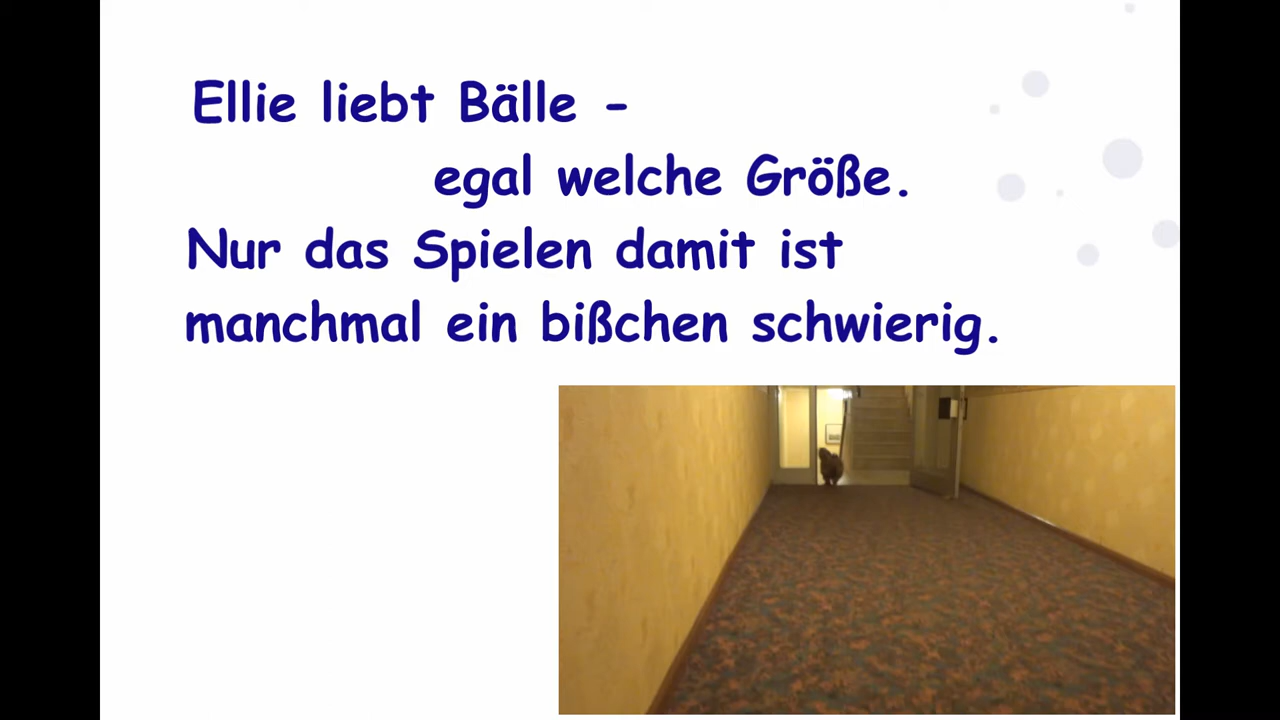 Ellie liebt Bälle -
egal welche Größe.
Nur das Spielen damit ist
manchmal ein bißchen schwierig.